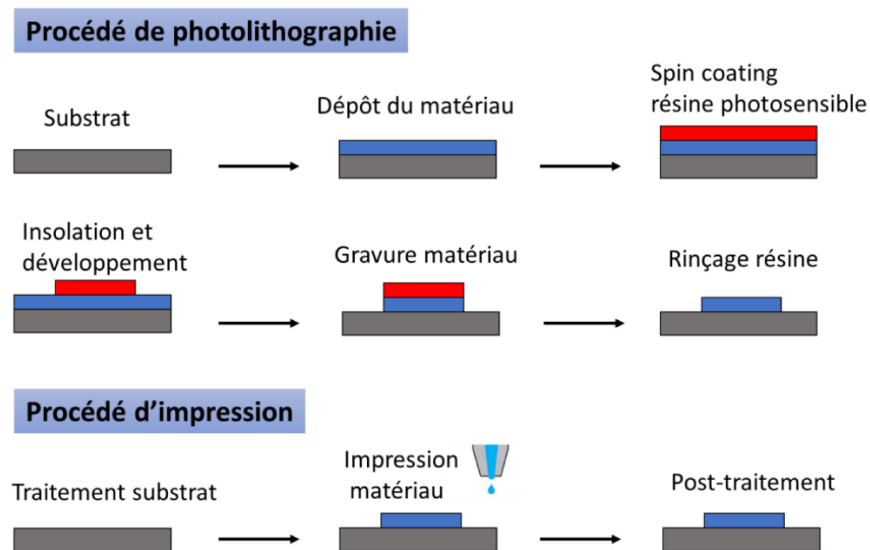 Procédé de photolithographie
Substrat
Dépôt du matériau
Spin coating
résine photosensible
Insolation et
développement
Gravure matériau
Rinçage résine
Procédé d’impression
Traitement substrat
Impression
matériau
Post-traitement